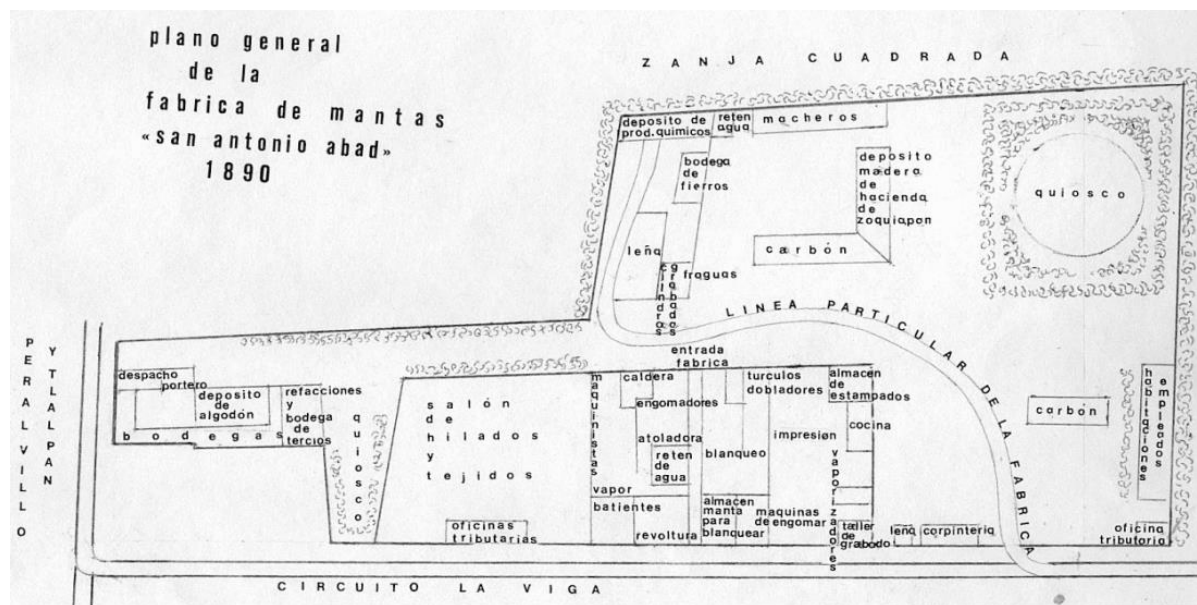 plano general
de la
fabrica de mantas
«san antonio abad»
1890
ZANJA CUADRADA
deposito de
prod.quimicos
reten
agua
macheros
bodega
de
fierros
deposito
madera
de
hacienda
de
zoquiapan
quiosco
leña
carbón
cilindros
grabados
fraguas
LINEA PARTICULAR DE LA FABRICA
entrada
fabrica
PERALVILLO
Y TLALPAN
despacho
portero
deposito
de
algodón
refacciones
y
bodega
de
tercios
bodegas
quiosco
salón
de
hilados
y
tejidos
oficinas
tributarias
maquinistas
caldera
engomadores
atoladora
reten
de
agua
vapor
batientes
revoltura
blanqueo
almacen
manta
para
blanquear
turculos
dobladores
impresion
maquinas
de engomar
vaporizadores
almacen
de
estampados
cocina
taller
de
grabodo
leña
carpinteria
carbón
habitaciones
empleados
oficina
tributaria
CIRCUITO LA VIGA